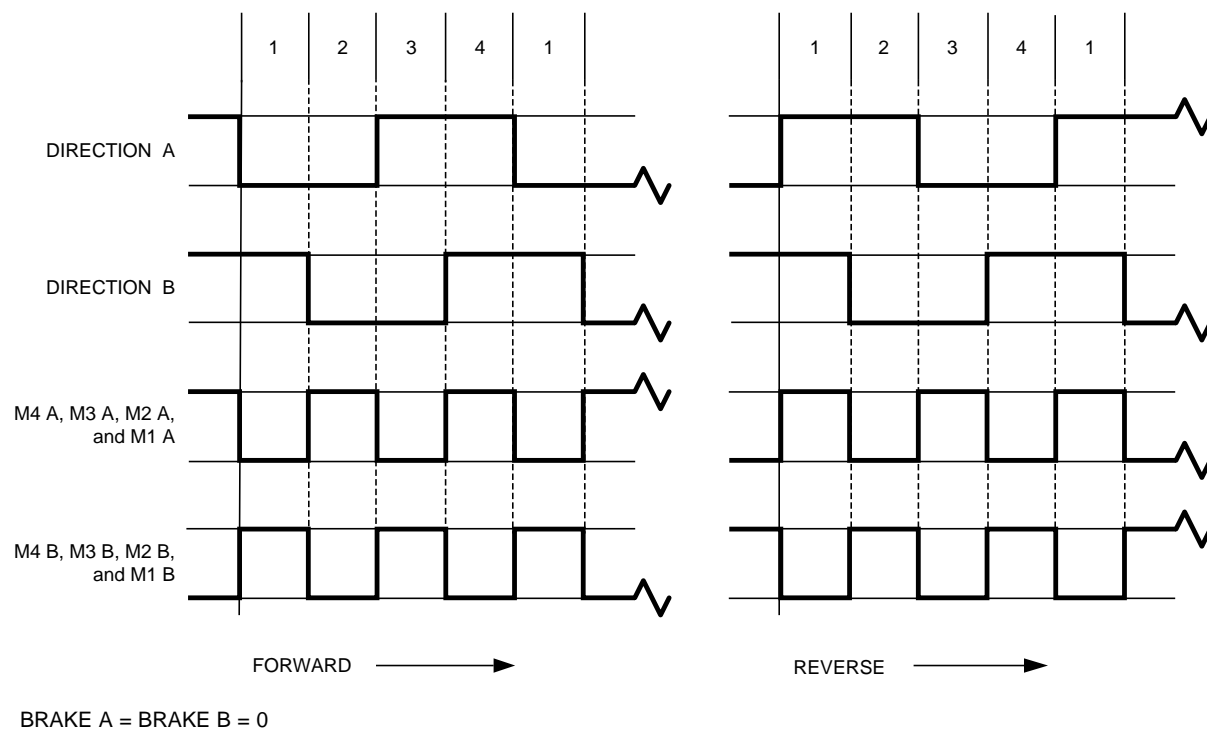 1 2 3 4 1 1 2 3 4 1
DIRECTION A
DIRECTION B
M4 A, M3 A, M2 A,
and M1 A
M4 B, M3 B, M2 B,
and M1 B
FORWARD REVERSE
BRAKE A = BRAKE B = 0